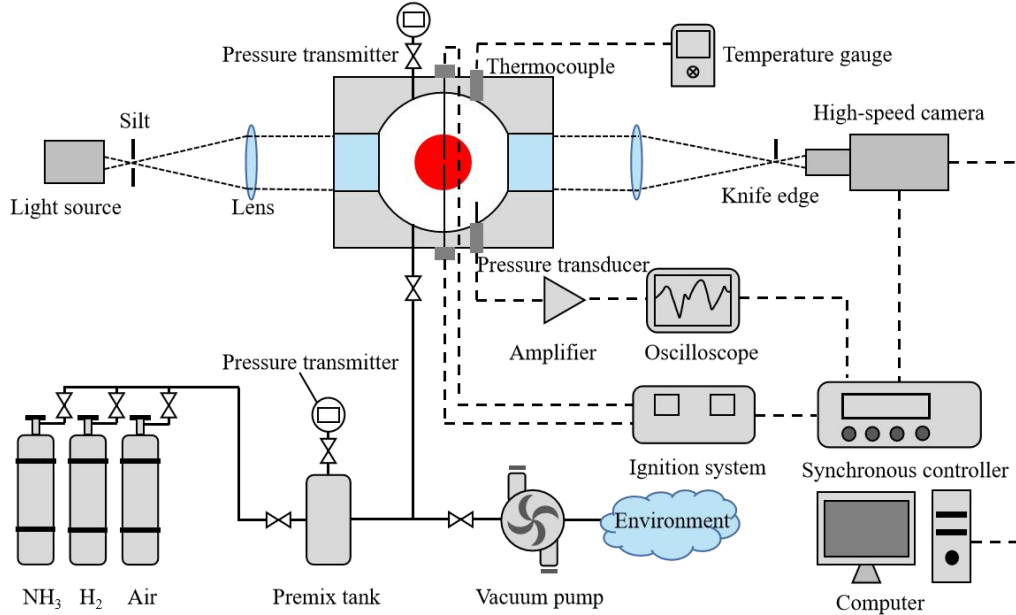 Pressure transmitter
Thermocouple
Temperature gauge
High-speed camera
Silt
Light source
Lens
Knife edge
Pressure transducer
Amplifier
Oscilloscope
Pressure transmitter
Ignition system
Synchronous controller
Environment
NH₃
H₂
Air
Premix tank
Vacuum pump
Computer